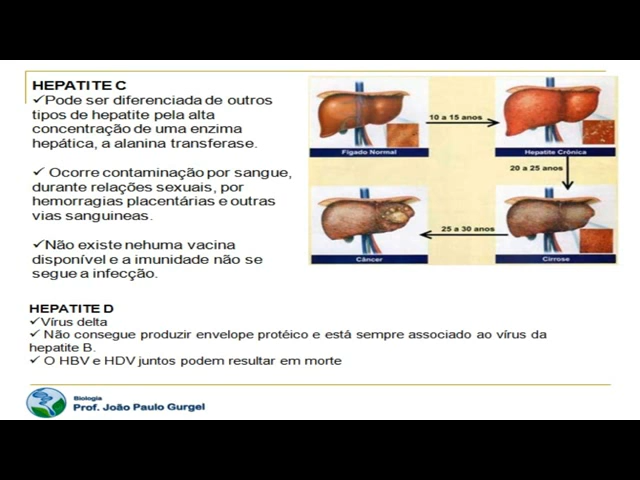 HEPATITE C
✓Pode ser diferenciada de outros
tipos de hepatite pela alta
concentração de uma enzima
hepática, a alanina transferase.
✓ Ocorre contaminação por sangue,
durante relações sexuais, por
hemorragias placentárias e outras
vias sanguineas.
✓Não existe nehuma vacina
disponível e a imunidade não se
segue a infecção.
10 a 15 anos
Fígado Normal
Hepatite Crônica
20 a 25 anos
25 a 30 anos
Câncer
Cirrose
HEPATITE D
✓Vírus delta
✓ Não consegue produzir envelope protéico e está sempre associado ao vírus da
hepatite B.
✓ O HBV e HDV juntos podem resultar em morte
Biologia
Prof. João Paulo Gurgel